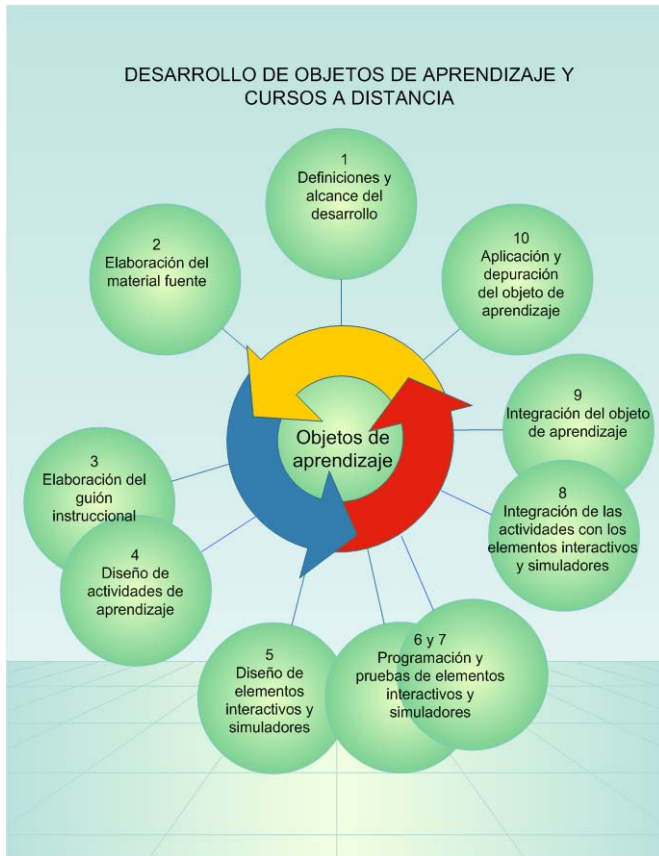 DESARROLLO DE OBJETOS DE APRENDIZAJE Y
CURSOS A DISTANCIA
1
Definiciones y
alcance del
desarrollo
2
Elaboración del
material fuente
10
Aplicación y
depuración
del objeto de
aprendizaje
9
Integración del objeto
de aprendizaje
Objetos de
aprendizaje
3
Elaboración del
guión
instruccional
8
Integración de las
actividades con los
elementos interactivos
y simuladores
4
Diseño de
actividades de
aprendizaje
5
Diseño de
elementos
interactivos y
simuladores
6 y 7
Programación y
pruebas de elementos
interactivos y
simuladores